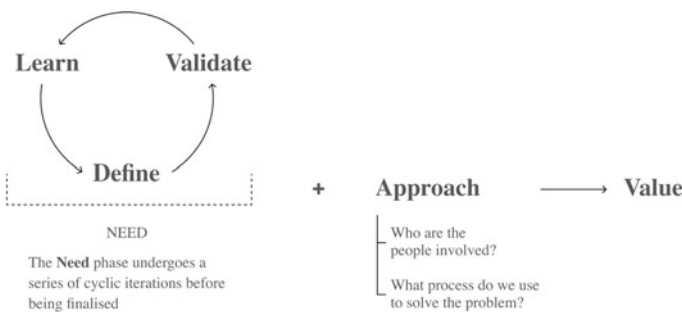 Learn
Validate
Define
+
Approach
Value
NEED
The Need phase undergoes a
series of cyclic iterations before
being finalised
Who are the
people involved?
What process do we use
to solve the problem?